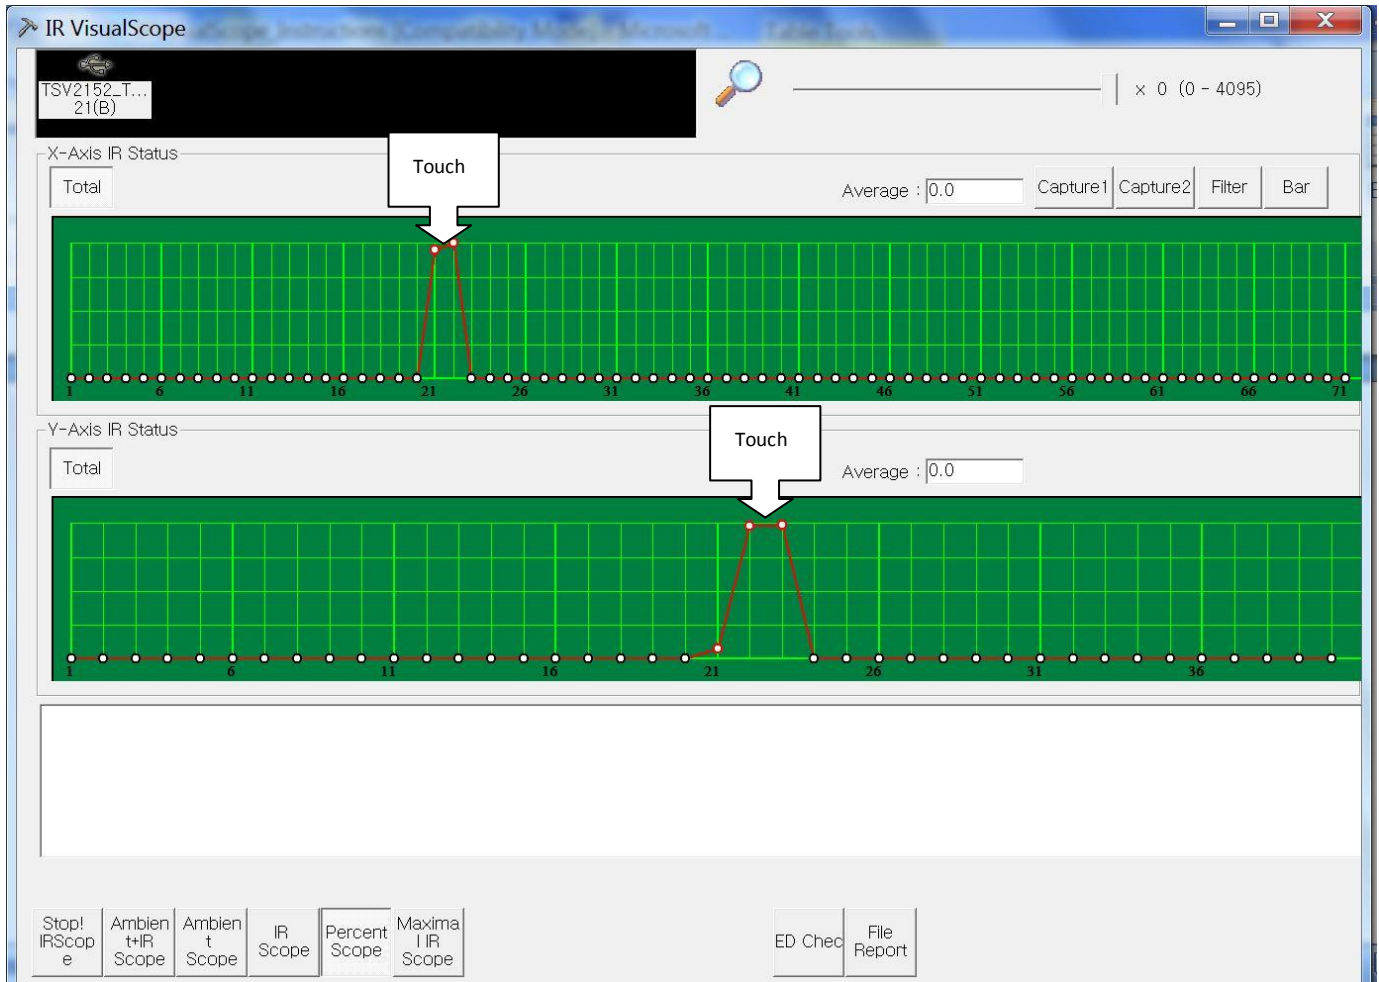 IR VisualScope
TSV2152_T...
21(B)
x 0 (0 - 4095)
X-Axis IR Status
Touch
Total
Average : 0.0
Capture1
Capture2
Filter
Bar
1 6 11 16 21 26 31 36 41 46 51 56 61 66 71
Y-Axis IR Status
Touch
Total
Average : 0.0
1 6 11 16 21 26 31 36
Stop!
IRScop
e
Ambien
t+IR
Scope
Ambien
t
Scope
IR
Scope
Percent
Scope
Maxima
l IR
Scope
ED Chec
File
Report